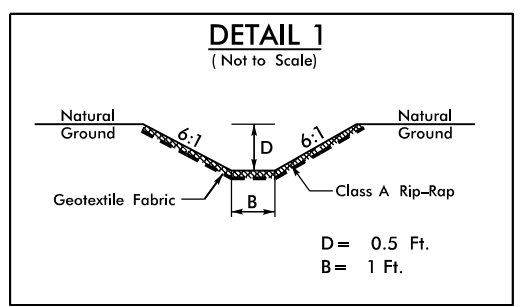 DETAIL 1
( Not to Scale)
Natural
Ground
6:1
D
6:1
Natural
Ground
Geotextile Fabric
B
Class A Rip-Rap
D = 0.5 Ft.
B = 1 Ft.